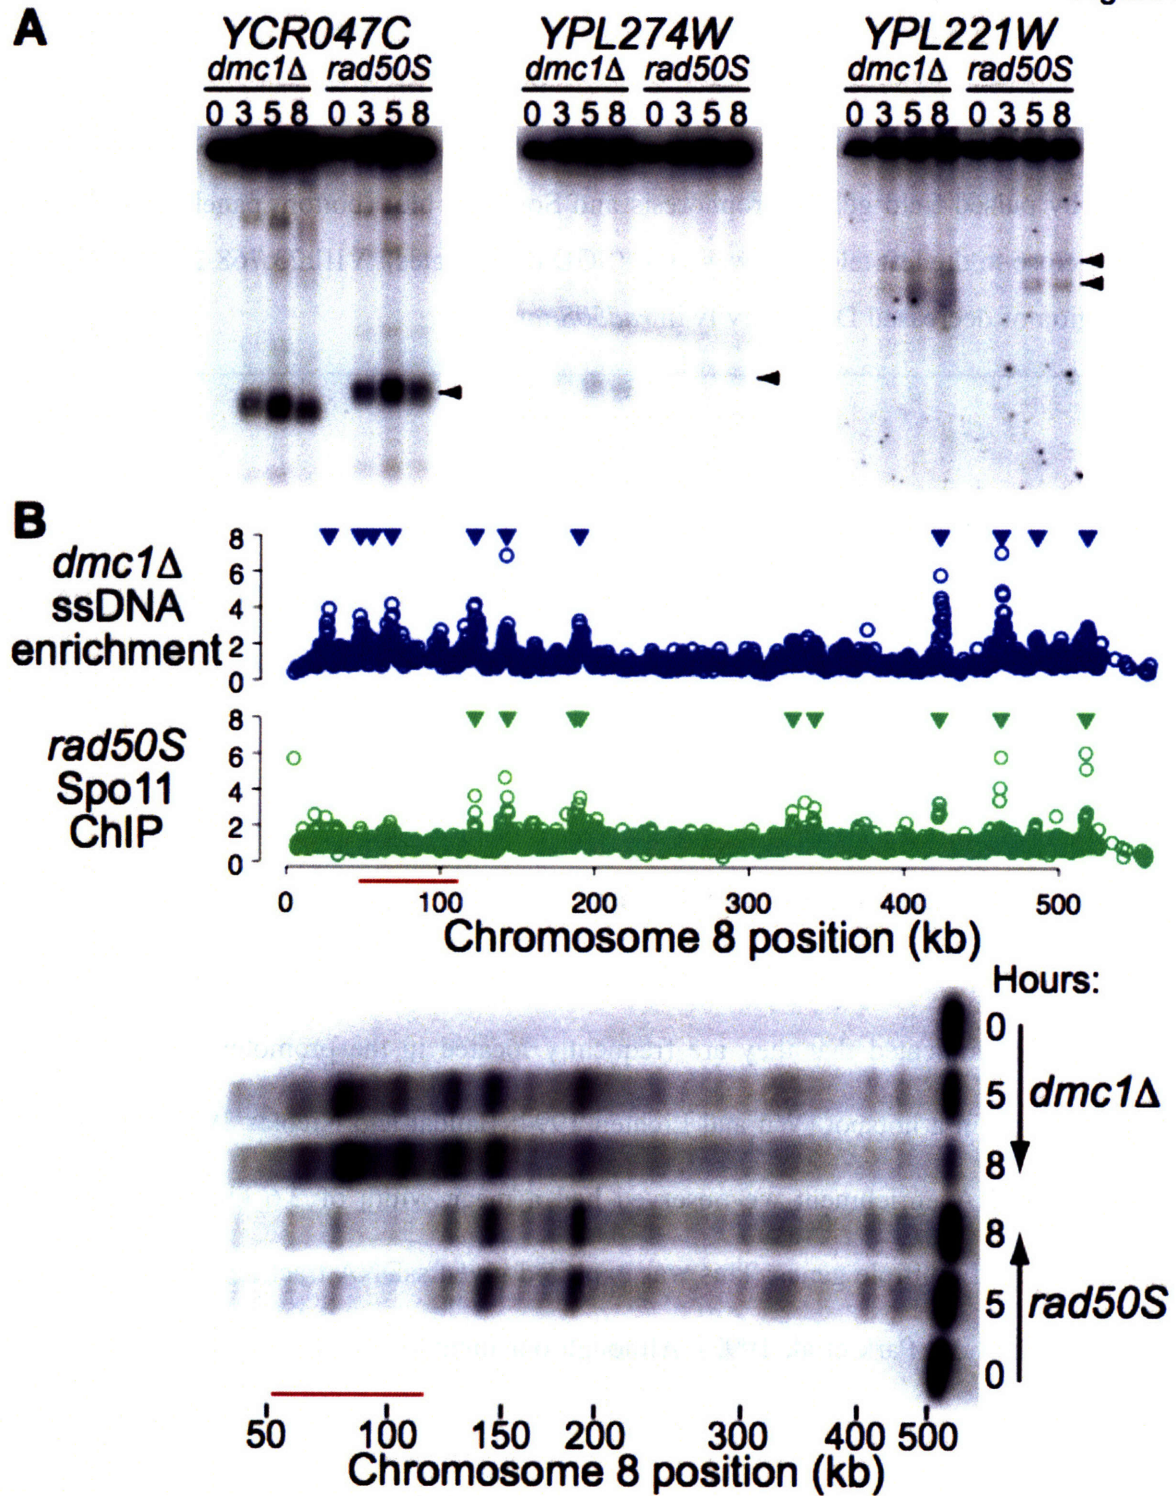 A
YCR047C YPL274W YPL221W
dmc1Δ rad50S dmc1Δ rad50S dmc1Δ rad50S
0 3 5 8 0 3 5 8 0 3 5 8 0 3 5 8 0 3 5 8 0 3 5 8
B
dmc1Δ
ssDNA
enrichment
8
6
4
2
0
rad50S
Spo11
ChIP
8
6
4
2
0
0 100 200 300 400 500
Chromosome 8 position (kb)
Hours:
0
5
8
dmc1Δ
8
5
0
rad50S
50 100 150 200 300 400 500
Chromosome 8 position (kb)